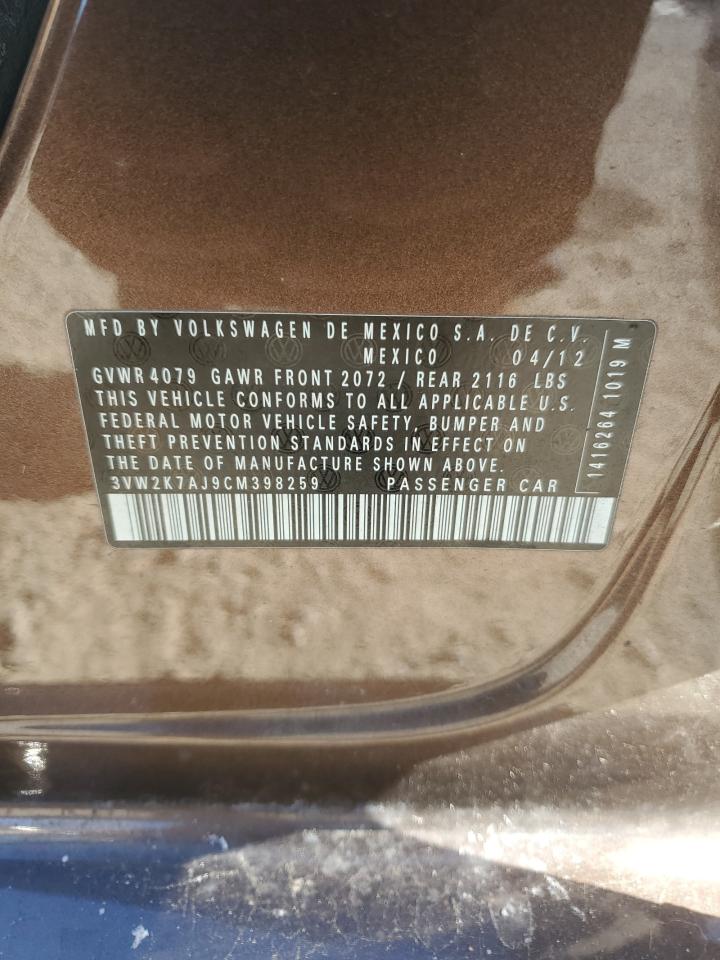 MFD BY VOLKSWAGEN DE MEXICO S.A. DE C.V.
MEXICO 04/12
GVWR 4079 GAWR FRONT 2072 / REAR 2116 LBS
THIS VEHICLE CONFORMS TO ALL APPLICABLE U.S.
FEDERAL MOTOR VEHICLE SAFETY, BUMPER AND
THEFT PREVENTION STANDARDS IN EFFECT ON
THE DATE OF MANUFACTURE SHOWN ABOVE.
3VW2K7AJ9CM398259 PASSENGER CAR
1416264 1019 M